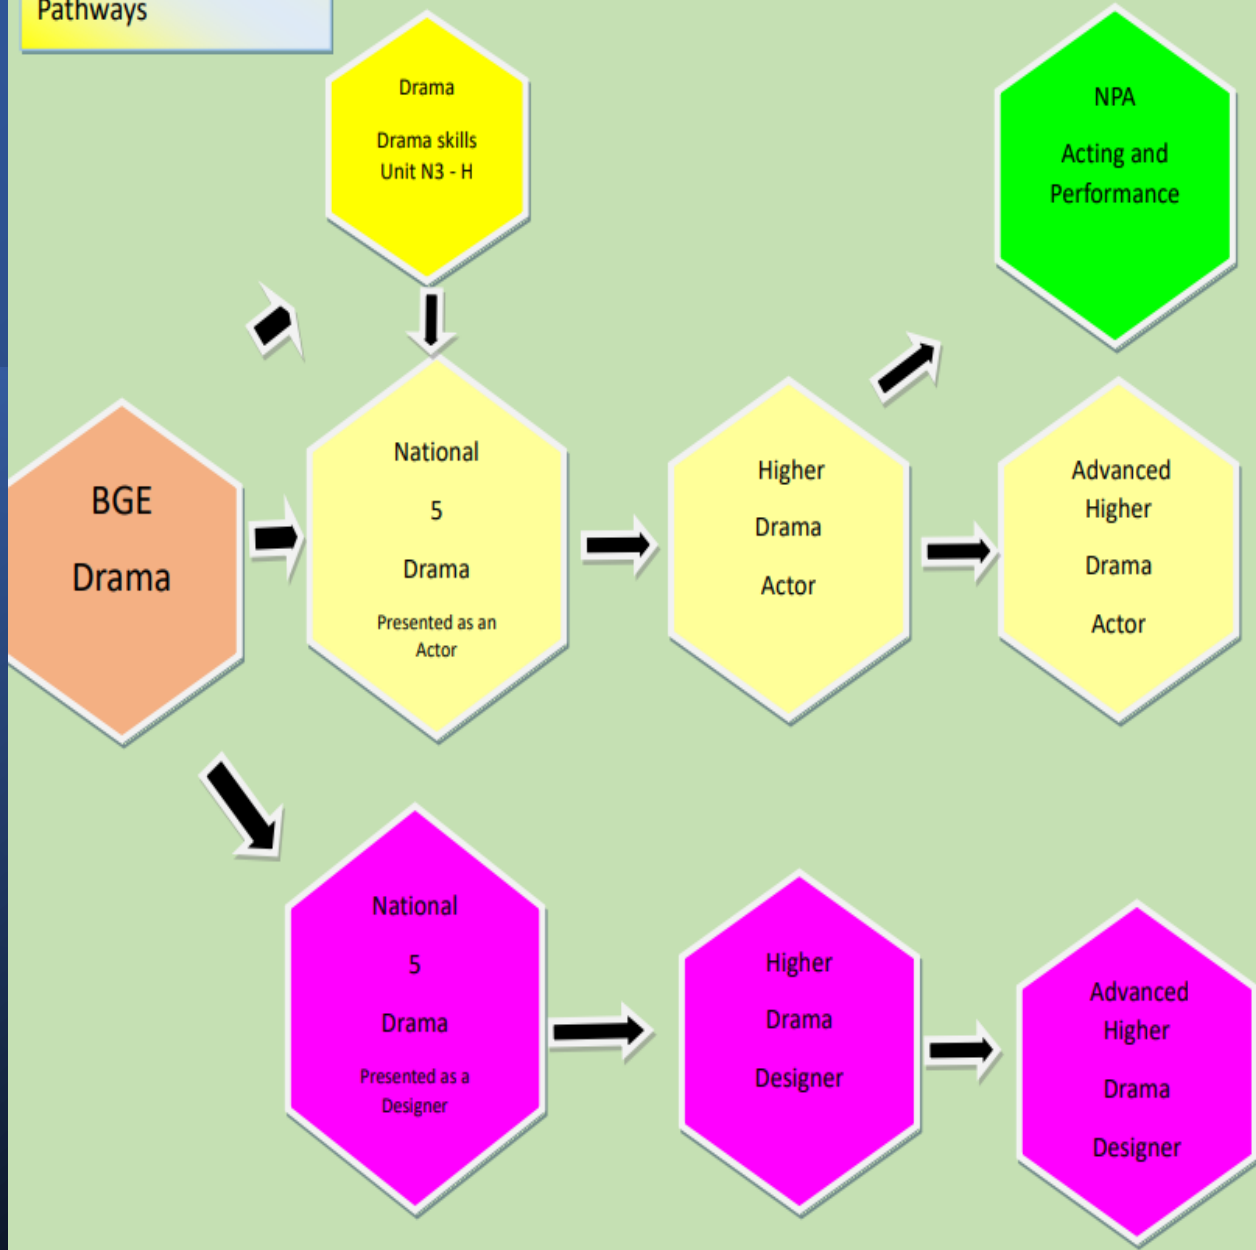 Pathways
Drama
Drama skills
Unit N3 - H
NPA
Acting and
Performance
BGE
Drama
National
5
Drama
Presented as an
Actor
Higher
Drama
Actor
Advanced
Higher
Drama
Actor
National
5
Drama
Presented as a
Designer
Higher
Drama
Designer
Advanced
Higher
Drama
Designer